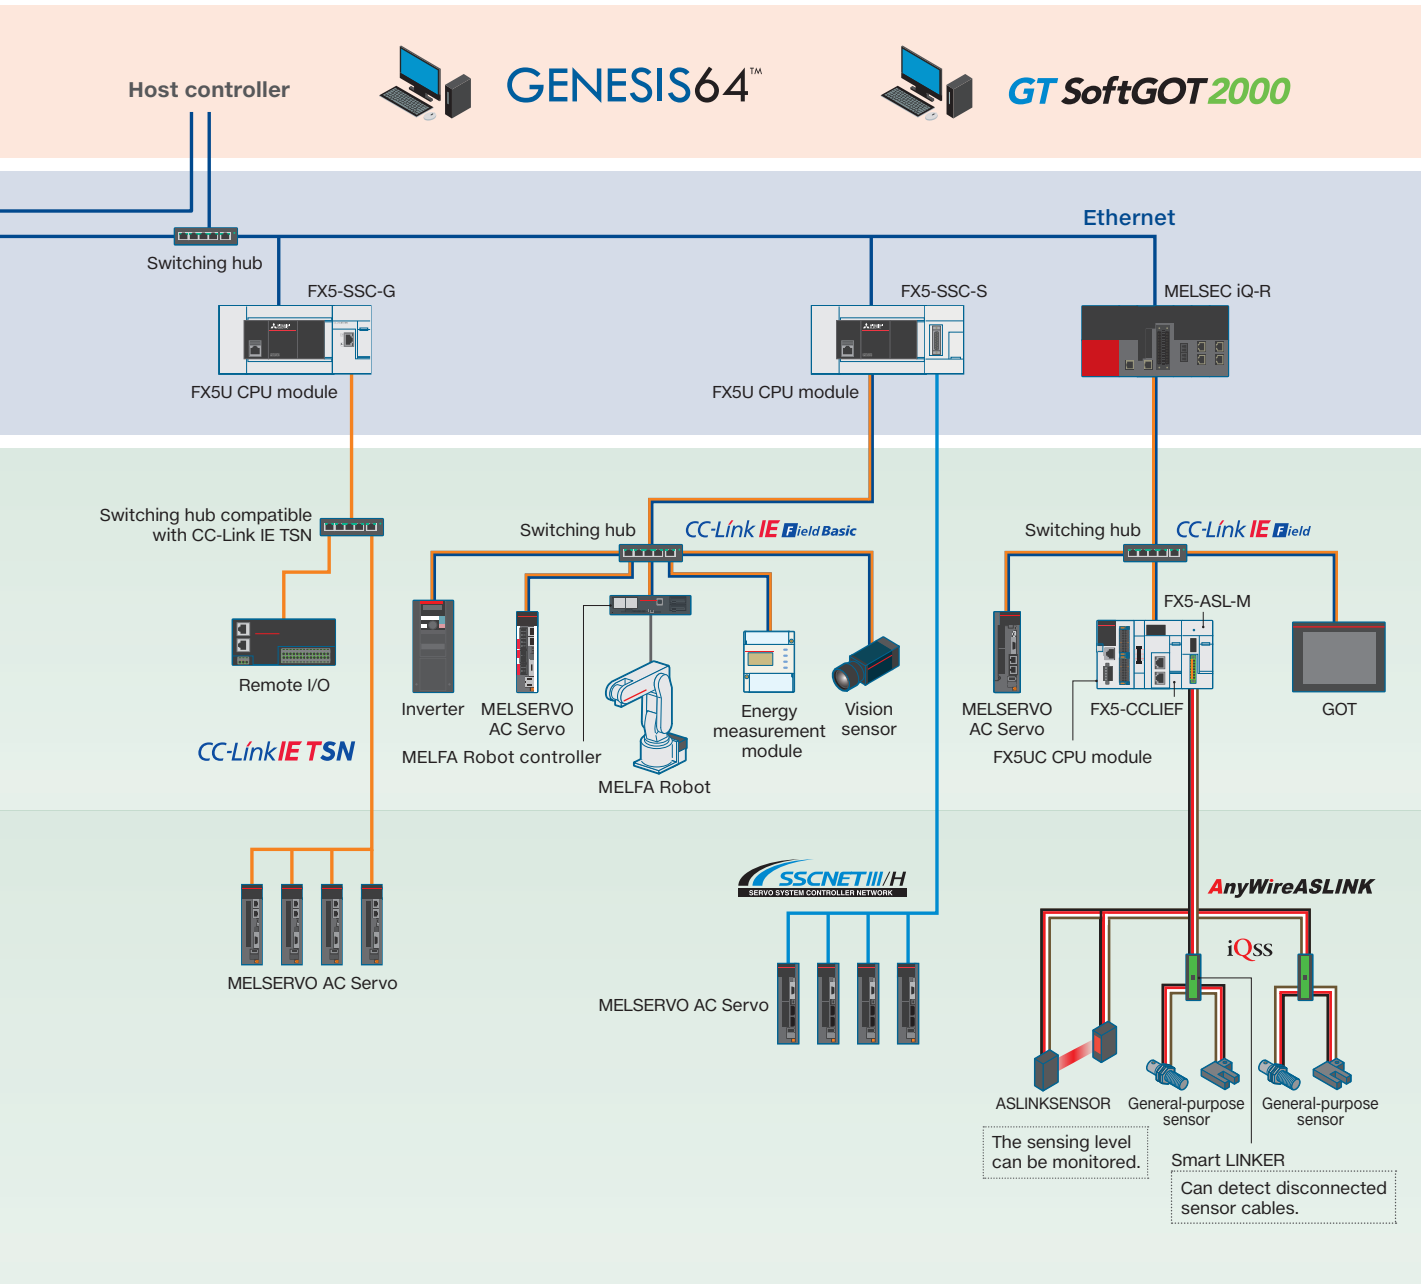 Host controller
GENESIS64™
GT SoftGOT 2000
Ethernet
Switching hub
FX5-SSC-G
FX5-SSC-S
MELSEC iQ-R
FX5U CPU module
FX5U CPU module
Switching hub compatible
with CC-Link IE TSN
Switching hub
CC-Link IE Field Basic
Switching hub
CC-Link IE Field
FX5-ASL-M
Remote I/O
Inverter
MELSERVO
AC Servo
Energy
measurement
module
Vision
sensor
MELSERVO
AC Servo
FX5-CCLIEF
GOT
CC-Link IE TSN
MELFA Robot controller
FX5UC CPU module
MELFA Robot
SSCNET III/H
SERVO SYSTEM CONTROLLER NETWORK
AnyWireASLINK
iQss
MELSERVO AC Servo
MELSERVO AC Servo
ASLINKSENSOR
General-purpose
sensor
General-purpose
sensor
The sensing level
can be monitored.
Smart LINKER
Can detect disconnected
sensor cables.